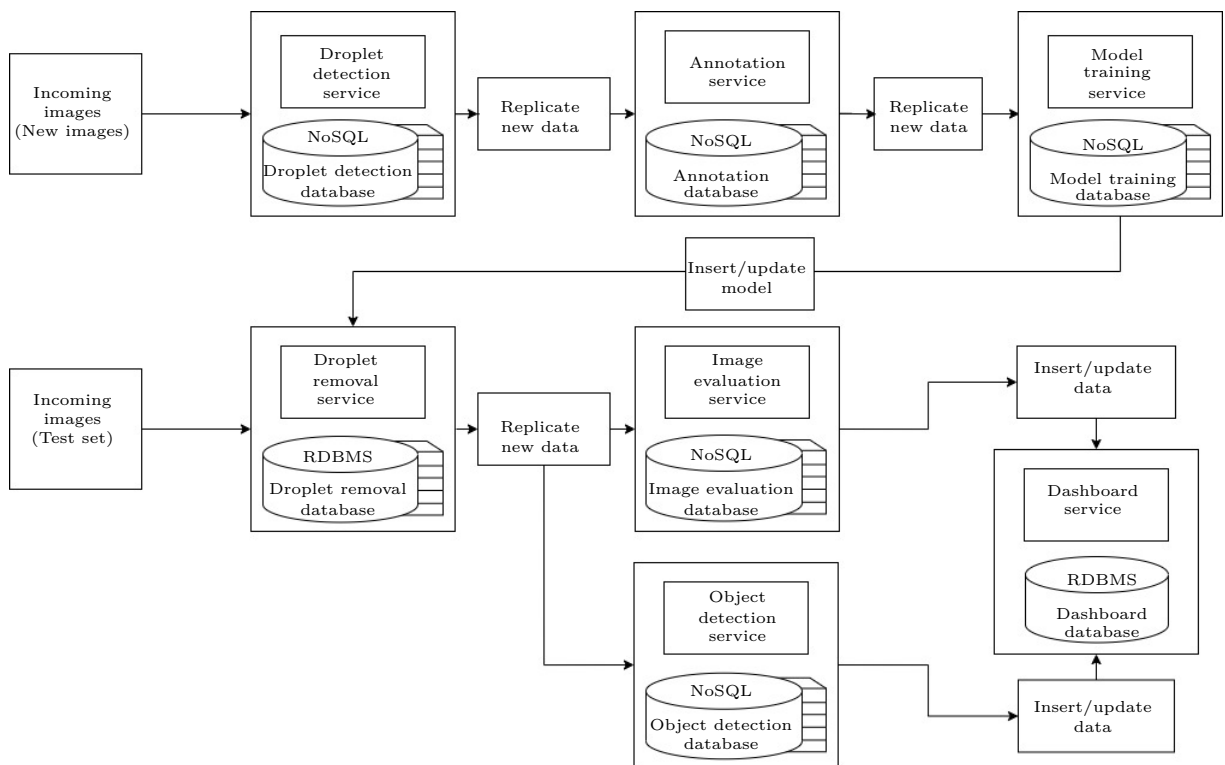 Incoming
images
(New images)
Droplet
detection
service
NoSQL
Droplet detection
database
Replicate
new data
Annotation
service
NoSQL
Annotation
database
Replicate
new data
Model
training
service
NoSQL
Model training
database
Insert/update
model
Incoming
images
(Test set)
Droplet
removal
service
RDBMS
Droplet removal
database
Replicate
new data
Image
evaluation
service
NoSQL
Image evaluation
database
Insert/update
data
Dashboard
service
RDBMS
Dashboard
database
Object
detection
service
NoSQL
Object detection
database
Insert/update
data